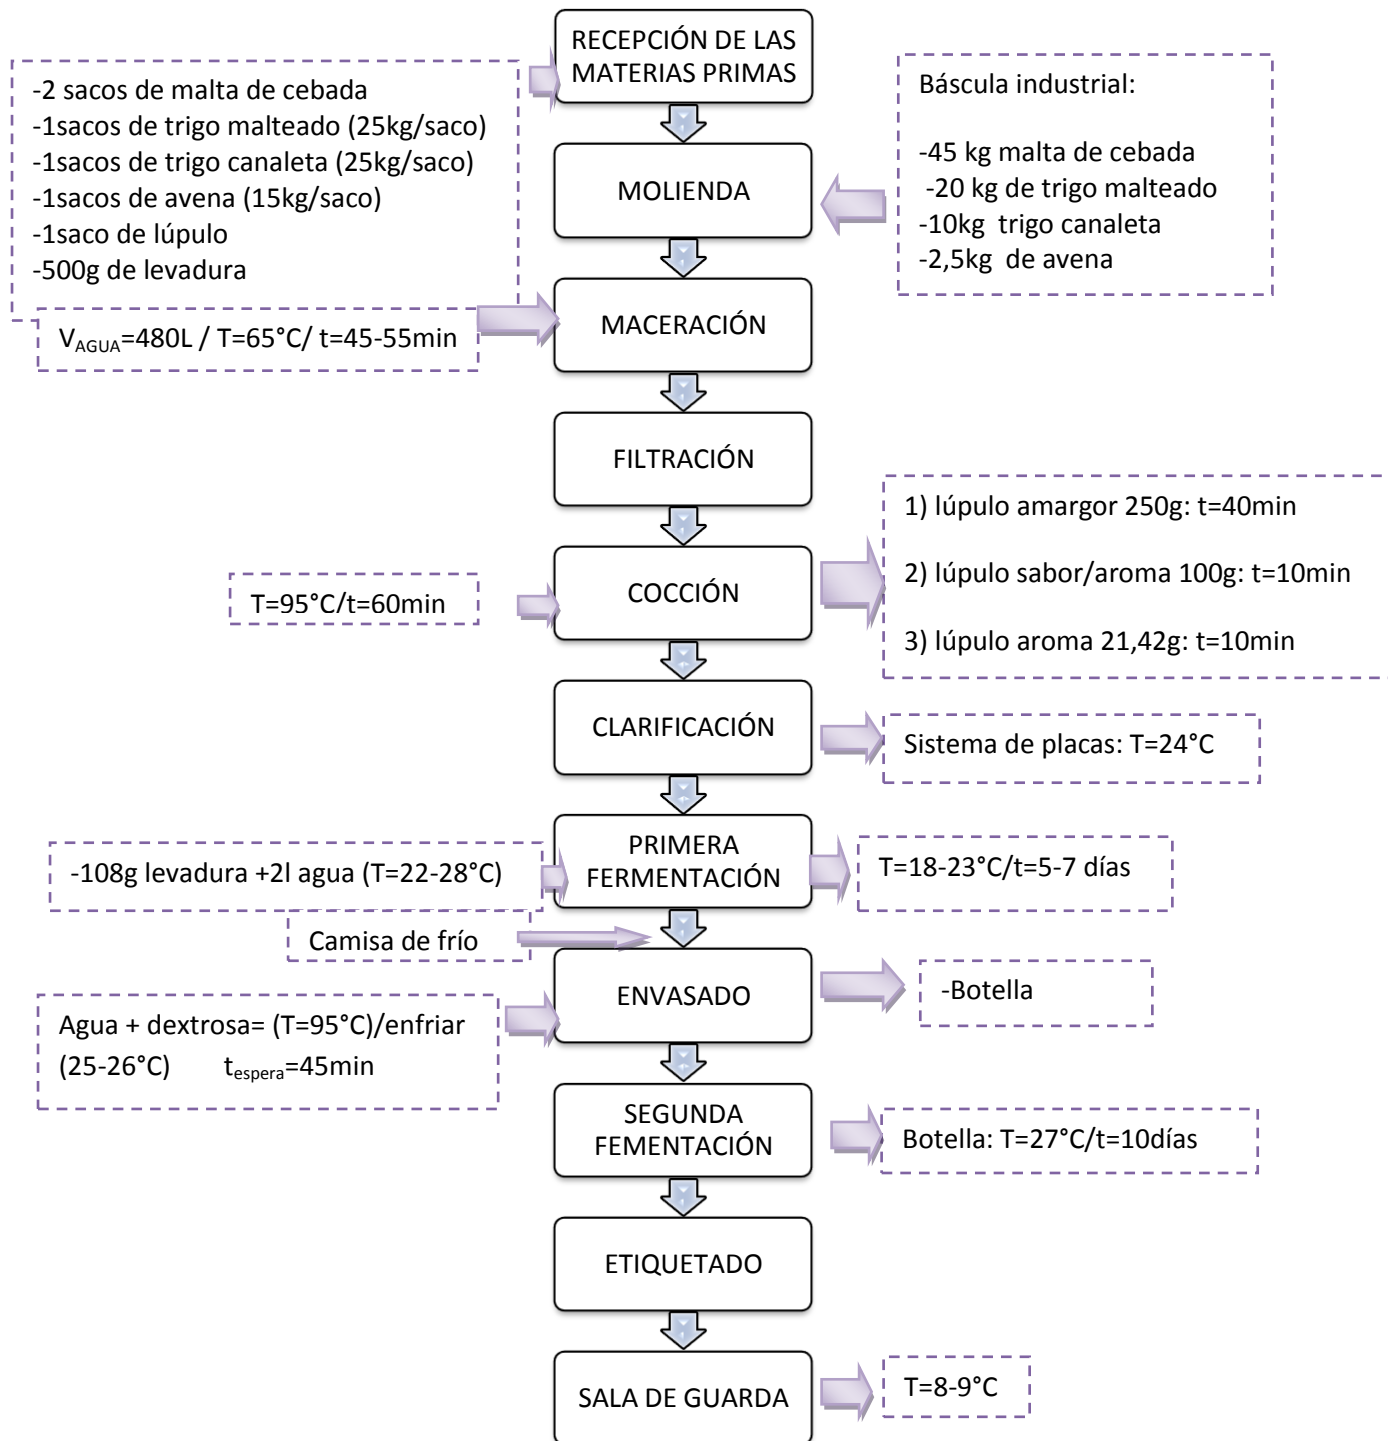 RECEPCIÓN DE LAS
MATERIAS PRIMAS
-2 sacos de malta de cebada
-1sacos de trigo malteado (25kg/saco)
-1sacos de trigo canaleta (25kg/saco)
-1sacos de avena (15kg/saco)
-1saco de lúpulo
-500g de levadura
Báscula industrial:
-45 kg malta de cebada
-20 kg de trigo malteado
-10kg trigo canaleta
-2,5kg de avena
MOLIENDA
V_AGUA=480L / T=65°C/ t=45-55min
MACERACIÓN
FILTRACIÓN
1) lúpulo amargor 250g: t=40min
2) lúpulo sabor/aroma 100g: t=10min
3) lúpulo aroma 21,42g: t=10min
T=95°C/t=60min
COCCIÓN
CLARIFICACIÓN
Sistema de placas: T=24°C
-108g levadura +2l agua (T=22-28°C)
PRIMERA
FERMENTACIÓN
T=18-23°C/t=5-7 días
Camisa de frío
ENVASADO
-Botella
Agua + dextrosa= (T=95°C)/enfriar
(25-26°C) t_espera=45min
SEGUNDA
FEMENTACIÓN
Botella: T=27°C/t=10días
ETIQUETADO
SALA DE GUARDA
T=8-9°C